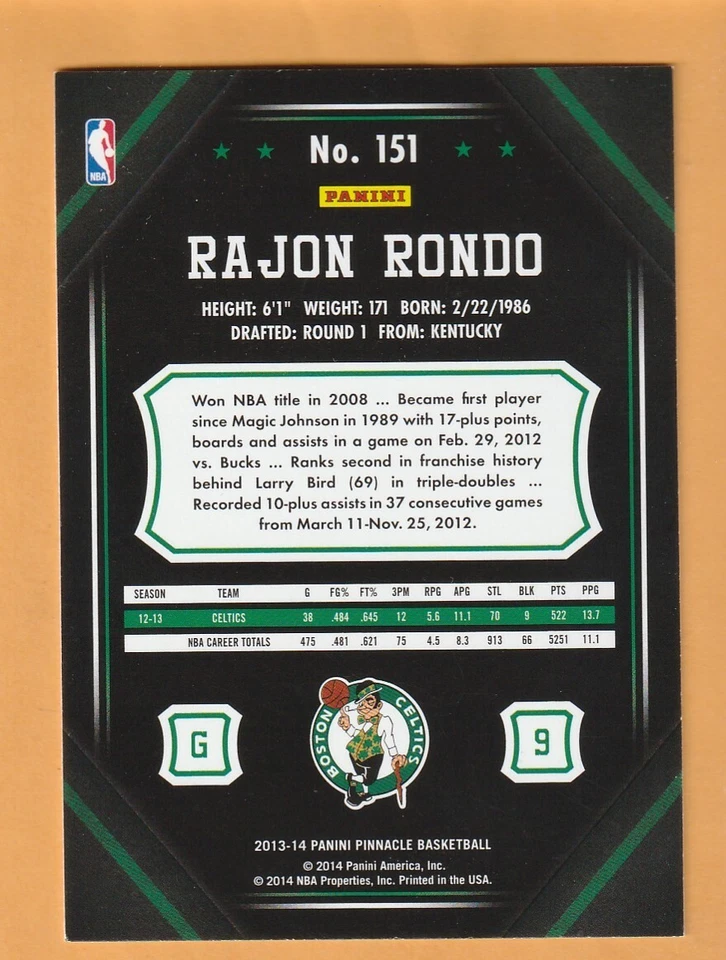 No. 151
NBA
PANINI
RAJON RONDO
HEIGHT: 6'1" WEIGHT: 171 BORN: 2/22/1986
DRAFTED: ROUND 1 FROM: KENTUCKY
Won NBA title in 2008 ... Became first player
since Magic Johnson in 1989 with 17-plus points,
boards and assists in a game on Feb. 29, 2012
vs. Bucks ... Ranks second in franchise history
behind Larry Bird (69) in triple-doubles ...
Recorded 10-plus assists in 37 consecutive games
from March 11-Nov. 25, 2012.
SEASON TEAM G FG% FT% 3PM RPG APG STL BLK PTS PPG
12-13 CELTICS 38 .484 .645 12 5.6 11.1 70 9 522 13.7
NBA CAREER TOTALS 475 .481 .621 75 4.5 8.3 913 66 5251 11.1
G
BOSTON CELTICS
9
2013-14 PANINI PINNACLE BASKETBALL
© 2014 Panini America, Inc.
© 2014 NBA Properties, Inc. Printed in the USA.